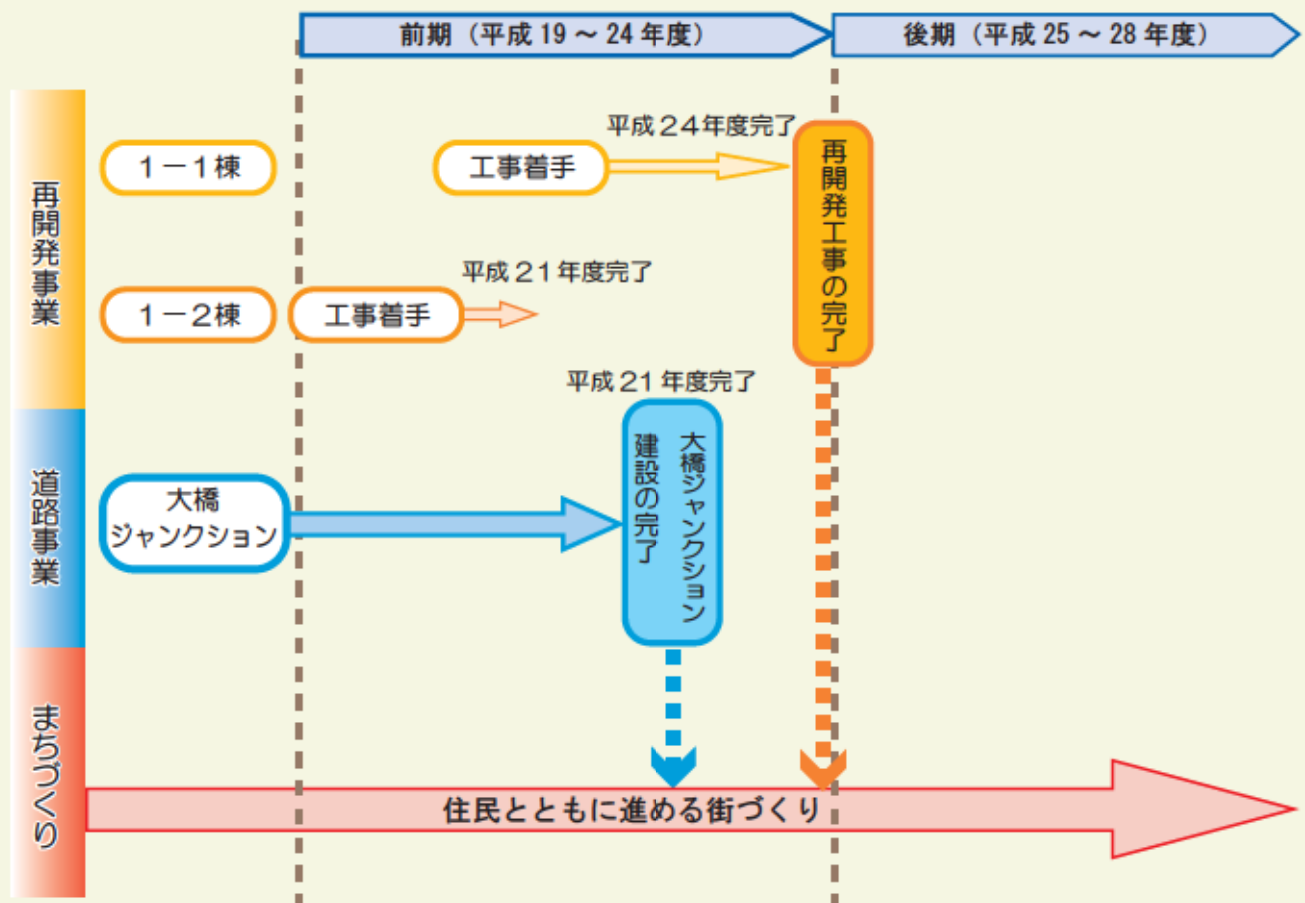 前期（平成 19 ～ 24 年度）
後期（平成 25 ～ 28 年度）
再開発事業
1－1棟
工事着手
平成24年度完了
再開発工事の完了
1－2棟
工事着手
平成21年度完了
道路事業
大橋
ジャンクション
平成21年度完了
大橋ジャンクション
建設の完了
まちづくり
住民とともに進める街づくり